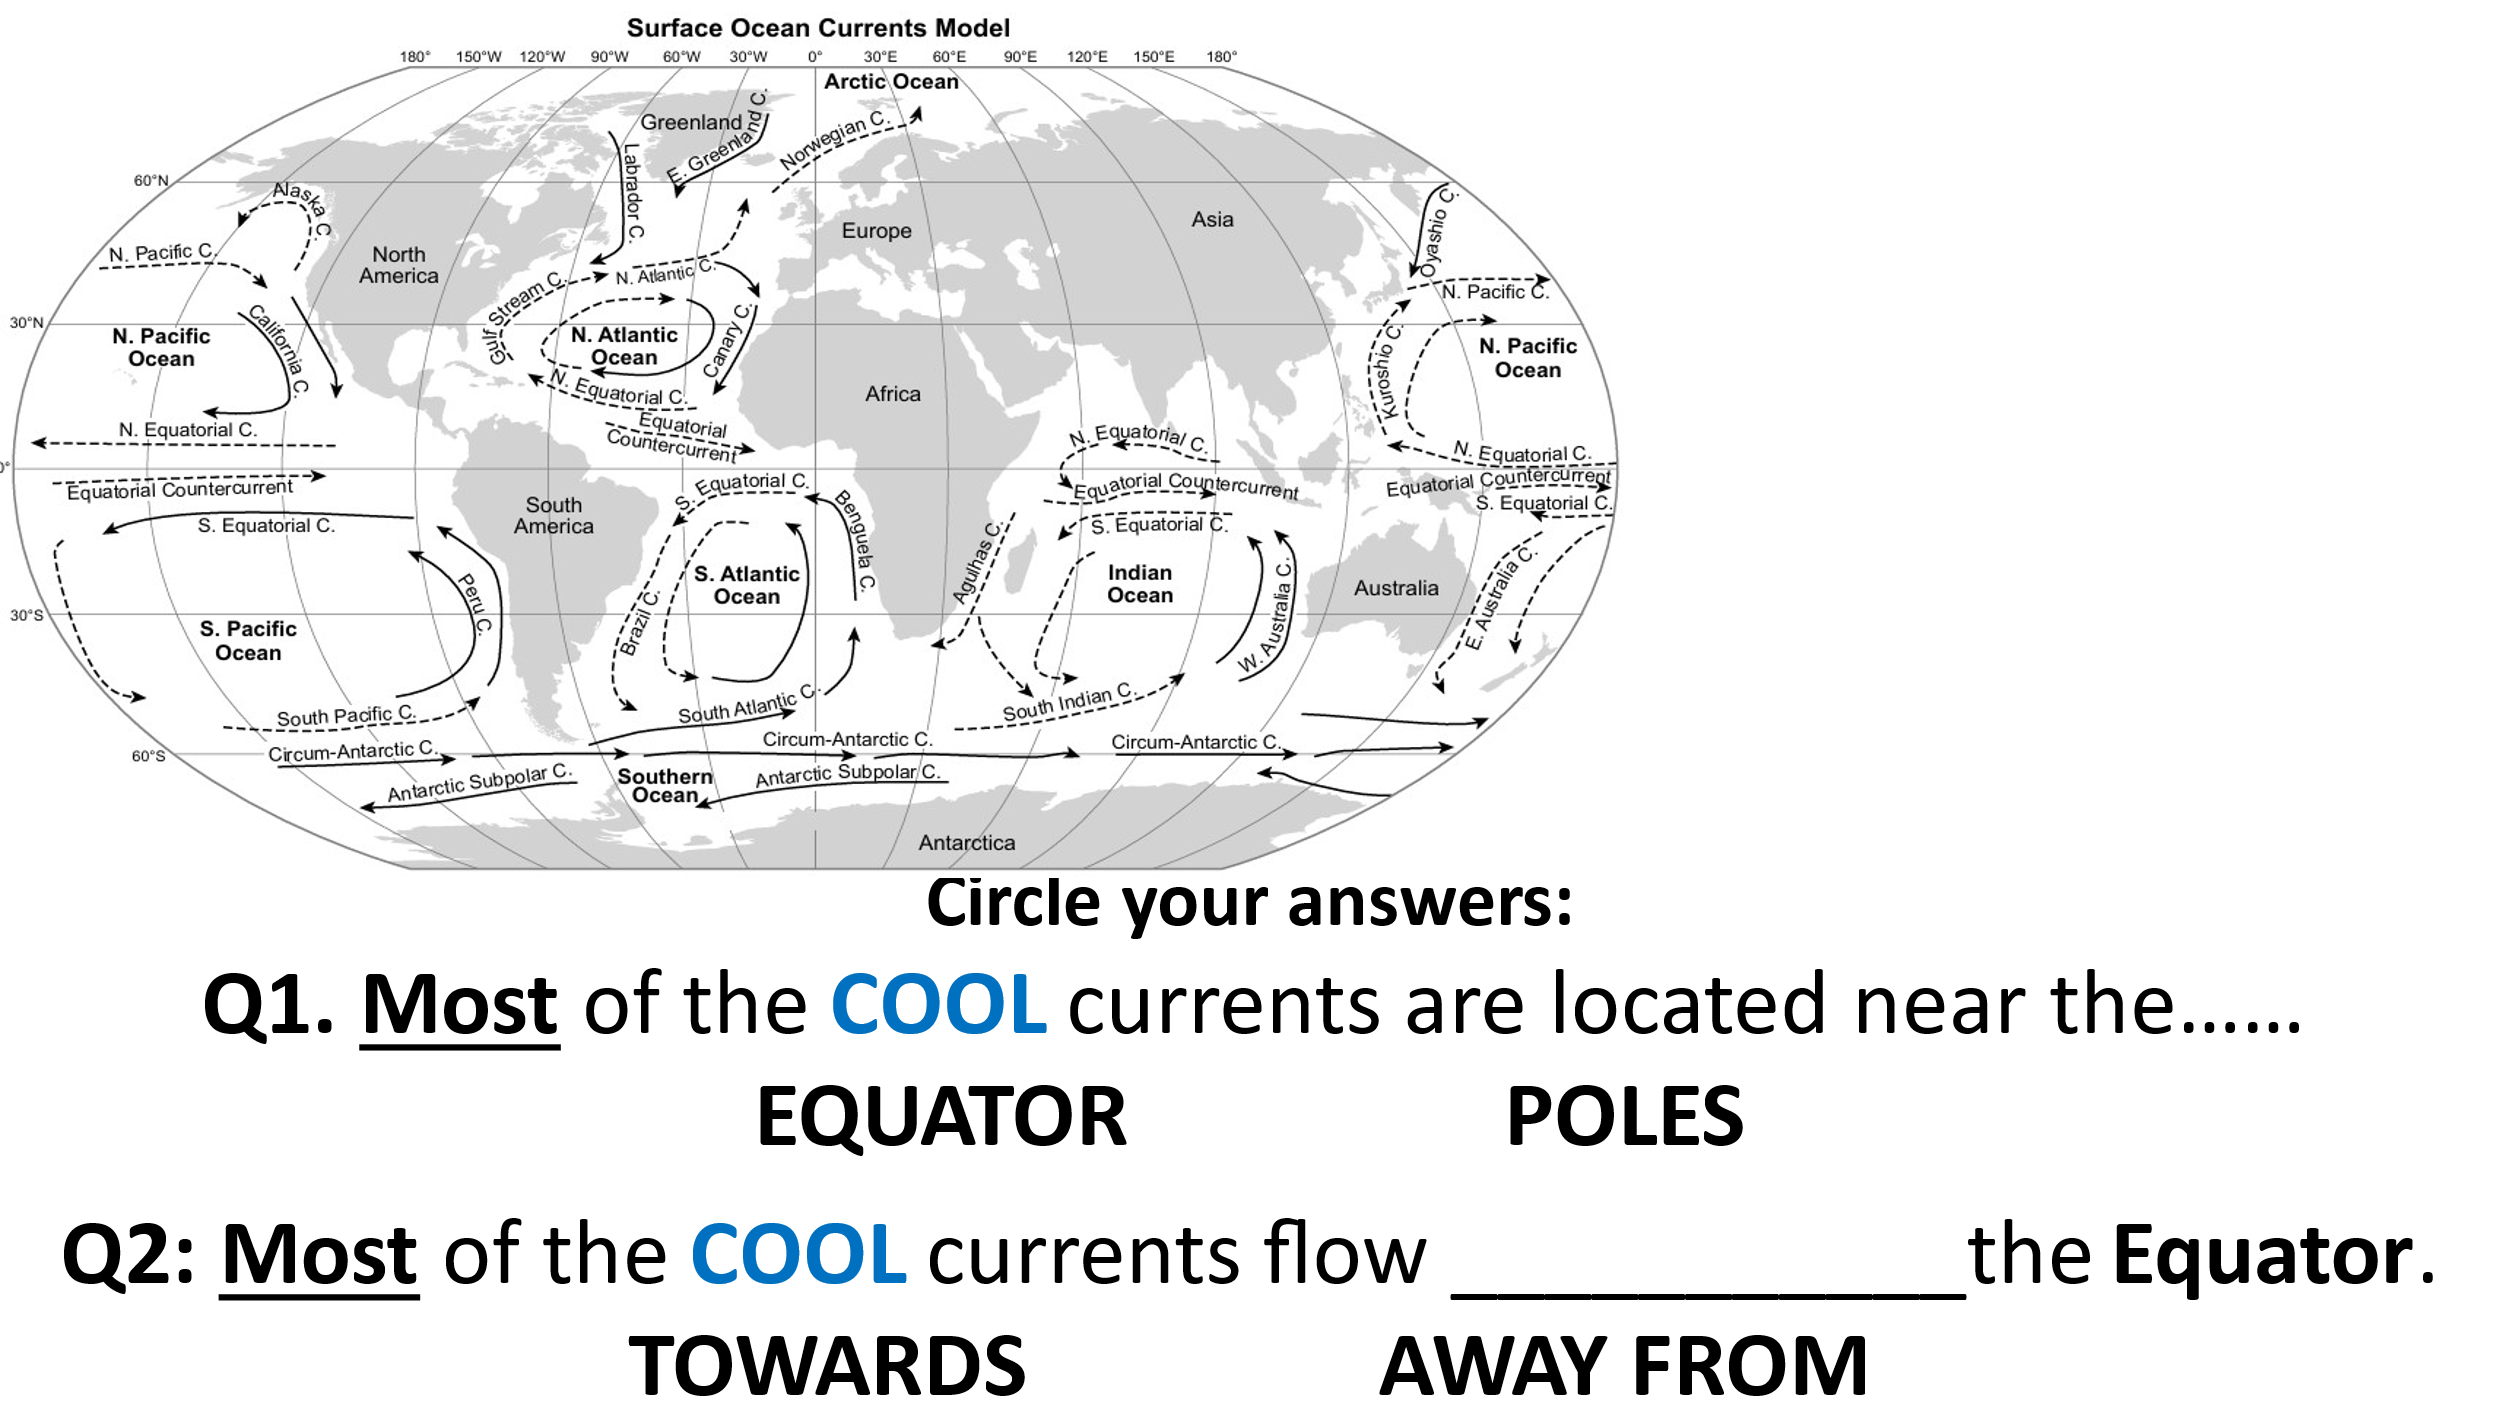 Surface Ocean Currents Model
180° 150°W 120°W 90°W 60°W 30°W 0° 30°E 60°E 90°E 120°E 150°E 180°
Arctic Ocean
Greenland
E. Greenland C.
Norwegian C.
Labrador C.
60°N
Alaska C.
Oyashio C.
Asia
Europe
North
America
N. Pacific C.
N. Atlantic C.
Gulf Stream C.
N. Pacific C.
30°N
California C.
N. Pacific
Ocean
N. Atlantic
Ocean
Canary C.
Kuroshio C.
N. Pacific
Ocean
N. Equatorial C.
Africa
N. Equatorial C.
Equatorial
Countercurrent
N. Equatorial C.
N. Equatorial C.
0°
Equatorial Countercurrent
S. Equatorial C.
Equatorial Countercurrent
Equatorial Countercurrent
S. Equatorial C.
S. Equatorial C.
South
America
Benguela C.
S. Equatorial C.
Agulhas C.
E. Australia C.
Peru C.
S. Atlantic
Ocean
Indian
Ocean
Australia
30°S
Brazil C.
W. Australia C.
S. Pacific
Ocean
South Pacific C.
South Atlantic C.
South Indian C.
60°S
Circum-Antarctic C.
Circum-Antarctic C.
Circum-Antarctic C.
Antarctic Subpolar C.
Southern
Ocean
Antarctic Subpolar C.
Antarctica
Circle your answers:
Q1. Most of the COOL currents are located near the......
EQUATOR POLES
Q2: Most of the COOL currents flow ___________the Equator.
TOWARDS AWAY FROM